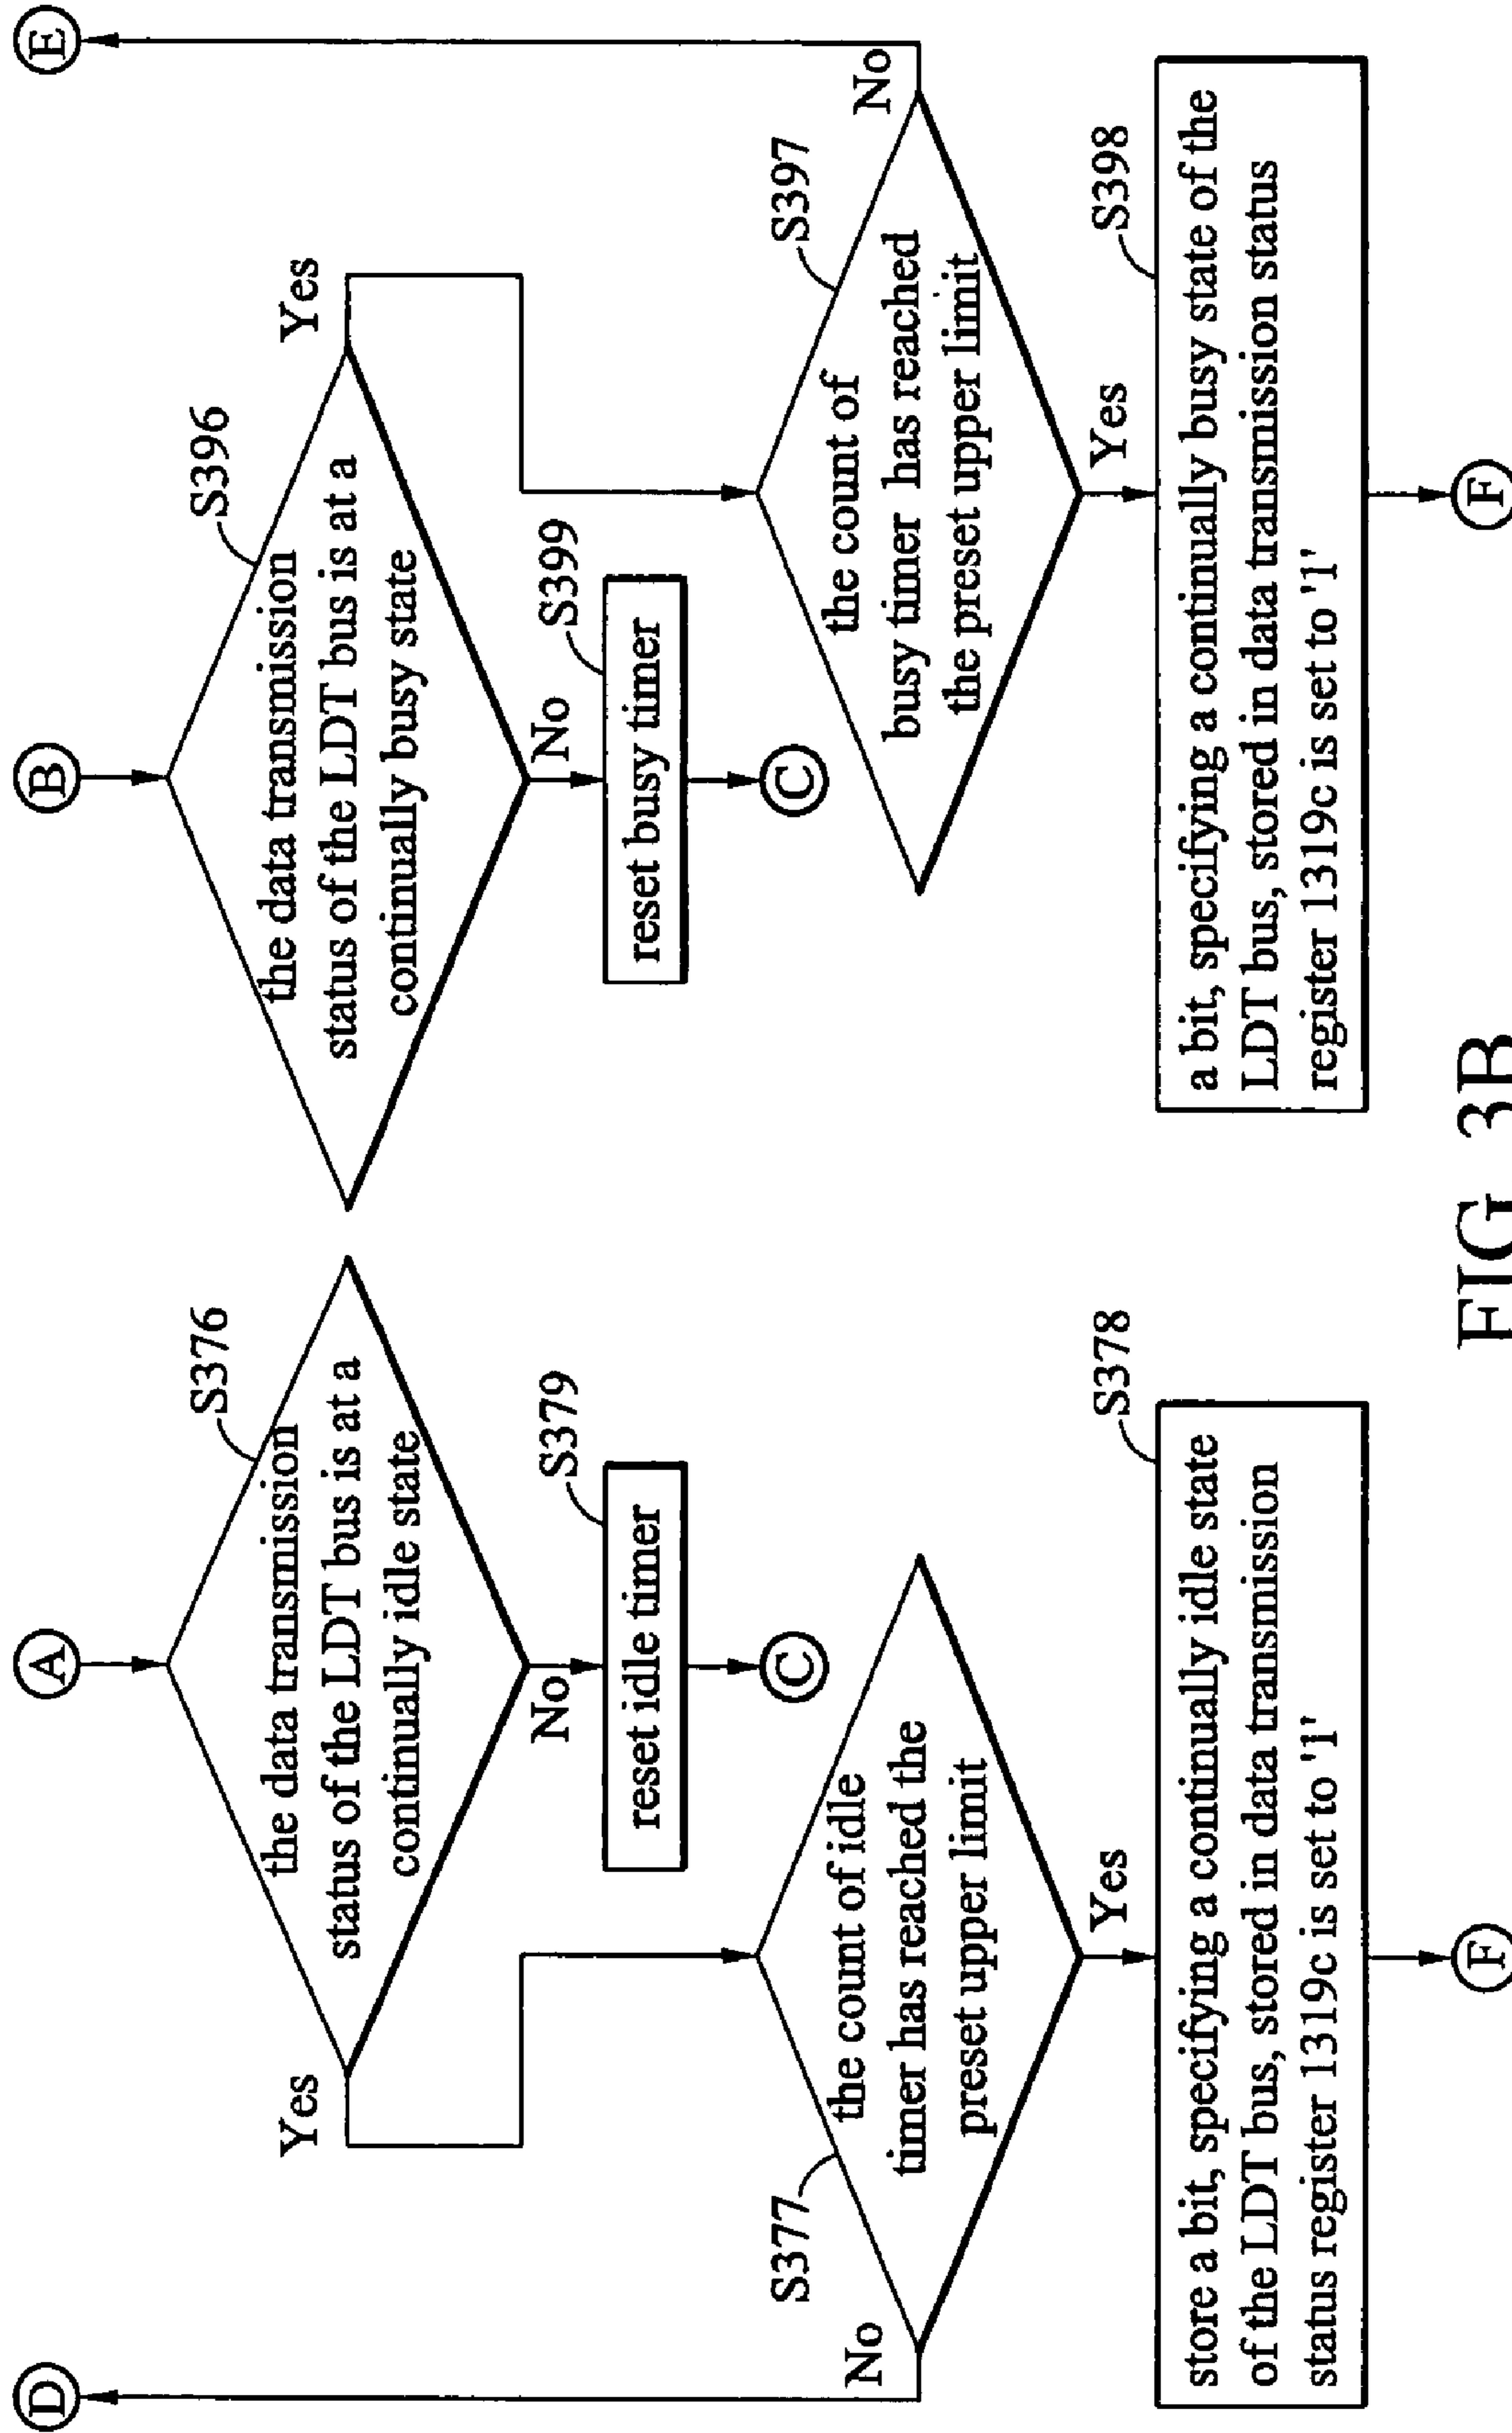 D
A
B
E
the data transmission
status of the LDT bus is at a
continually idle state
S376
Yes
No
reset idle timer
S379
C
the count of idle
timer has reached the
preset upper limit
S377
No
Yes
store a bit, specifying a continually idle state
of the LDT bus, stored in data transmission
status register 1319c is set to '1'
S378
F
the data transmission
status of the LDT bus is at a
continually busy state
S396
Yes
No
reset busy timer
S399
C
the count of
busy timer has reached
the preset upper limit
S397
No
Yes
a bit, specifying a continually busy state of the
LDT bus, stored in data transmission status
register 1319c is set to '1'
S398
F
FIG. 3B